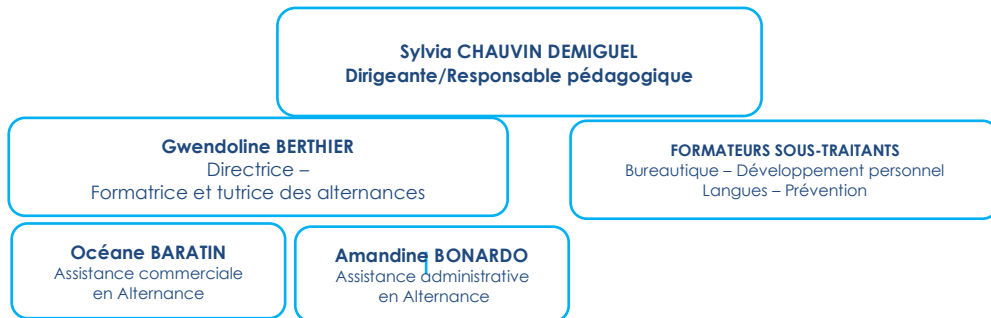 Sylvia CHAUVIN DEMIGUEL
Dirigeante/Responsable pédagogique
Gwendoline BERTHIER
Directrice –
Formatrice et tutrice des alternances
FORMATEURS SOUS-TRAITANTS
Bureautique – Développement personnel
Langues – Prévention
Océane BARATIN
Assistance commerciale
en Alternance
Amandine BONARDO
Assistance administrative
en Alternance